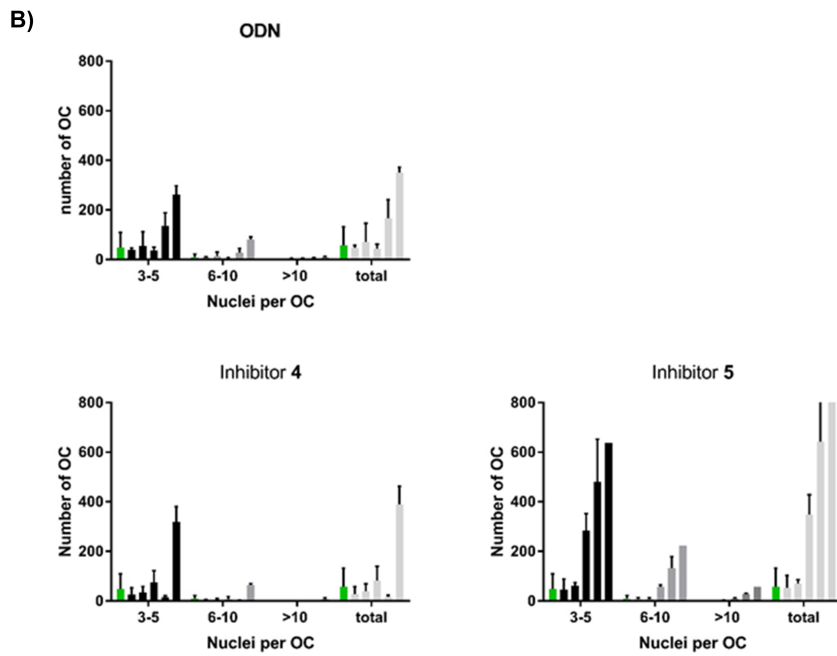 B)
ODN
800
600
400
200
0
number of OC
3-5 6-10 >10 total
Nuclei per OC
Inhibitor 4
800
600
400
200
0
Number of OC
3-5 6-10 >10 total
Nuclei per OC
Inhibitor 5
800
600
400
200
0
Number of OC
3-5 6-10 >10 total
Nuclei per OC